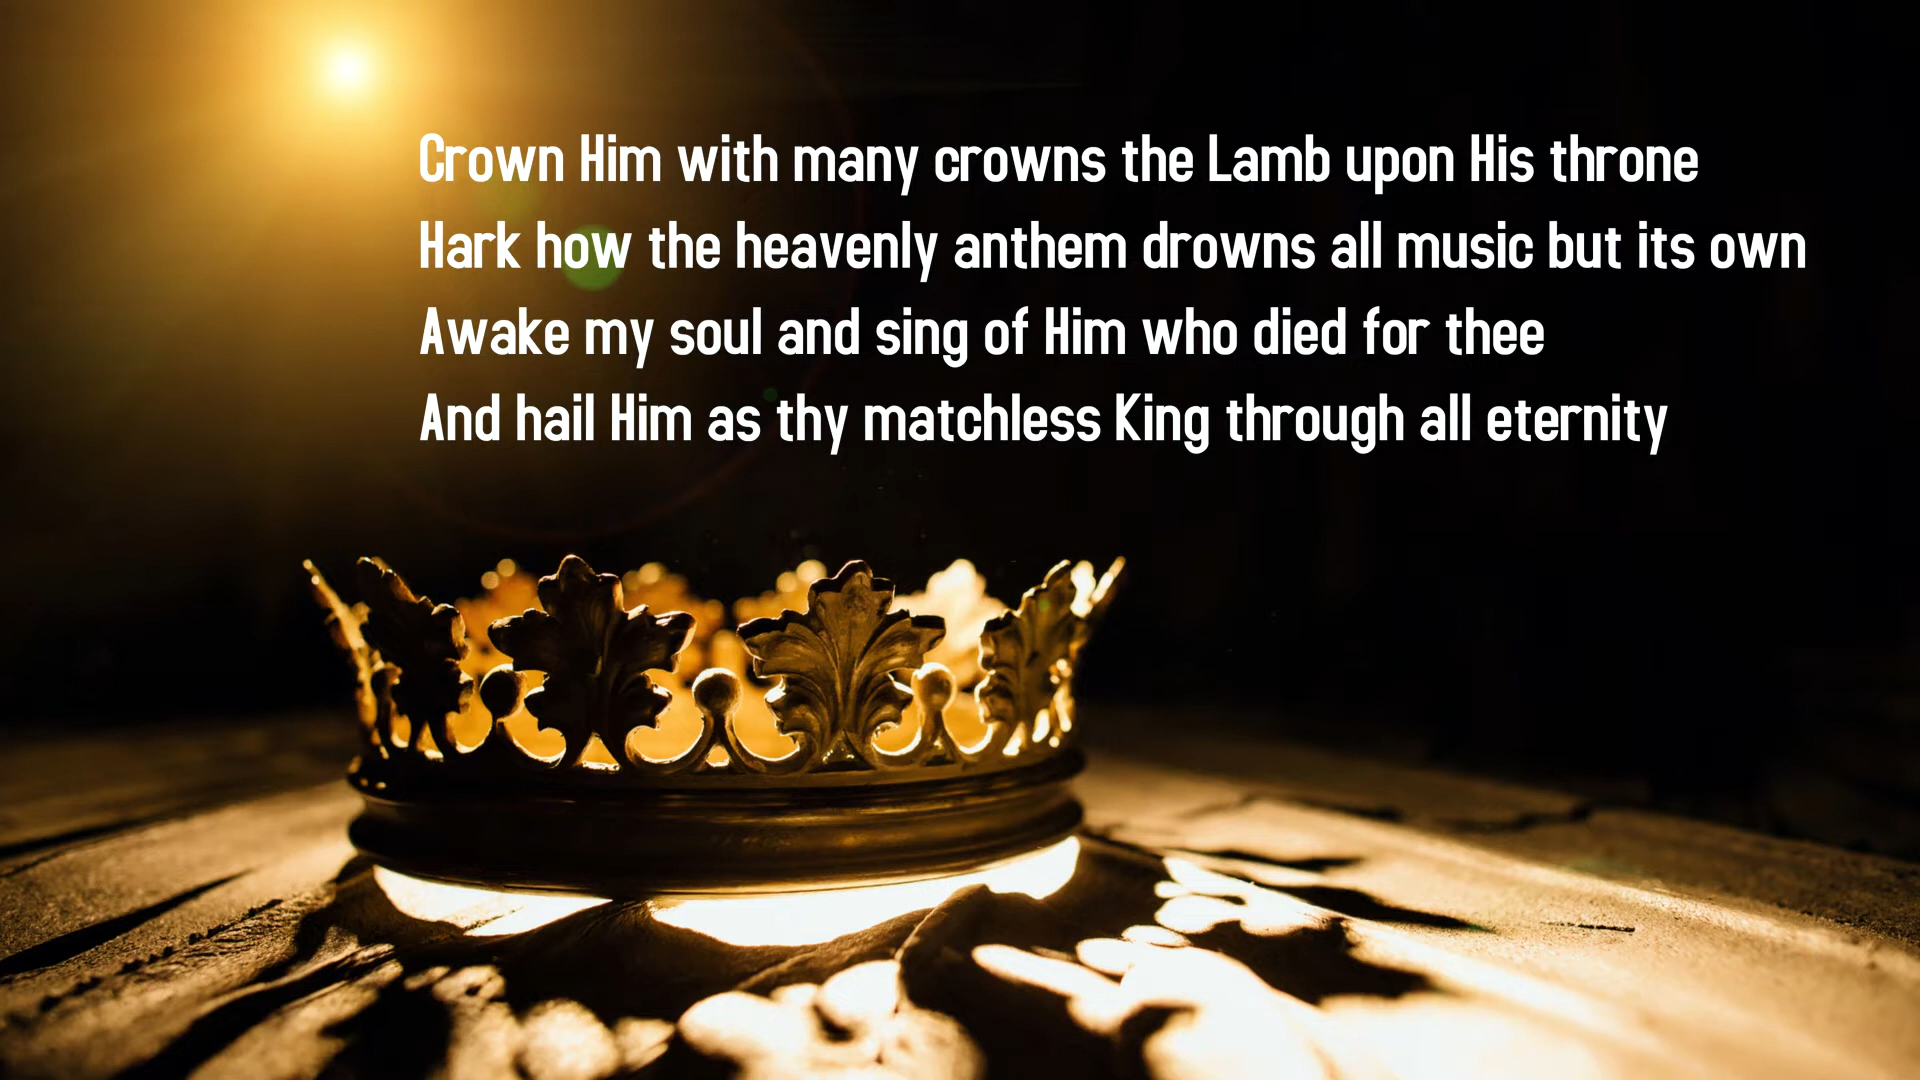 Crown Him with many crowns the Lamb upon His throne
Hark how the heavenly anthem drowns all music but its own
Awake my soul and sing of Him who died for thee
And hail Him as thy matchless King through all eternity